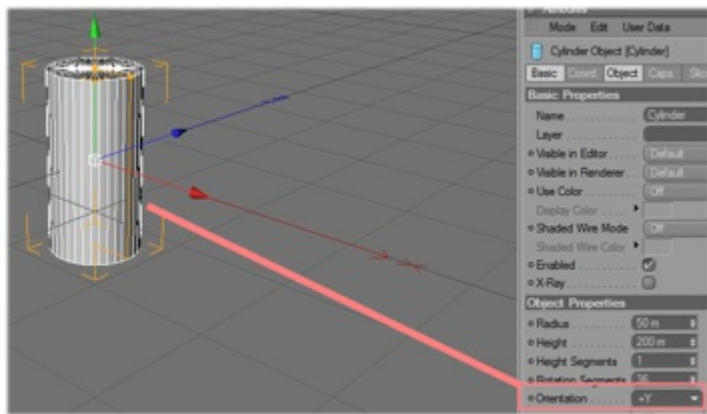 Attributes
Mode Edit User Data
Cylinder Object [Cylinder]
Basic Coord. Object Caps Slice
Basic Properties
Name Cylinder
Layer
Visible in Editor Default
Visible in Renderer Default
Use Color Off
Display Color
Shaded Wire Mode Off
Shaded Wire Color
Enabled
X-Ray
Object Properties
Radius 50 m
Height 200 m
Height Segments 1
Rotation Segments 36
Orientation +Y